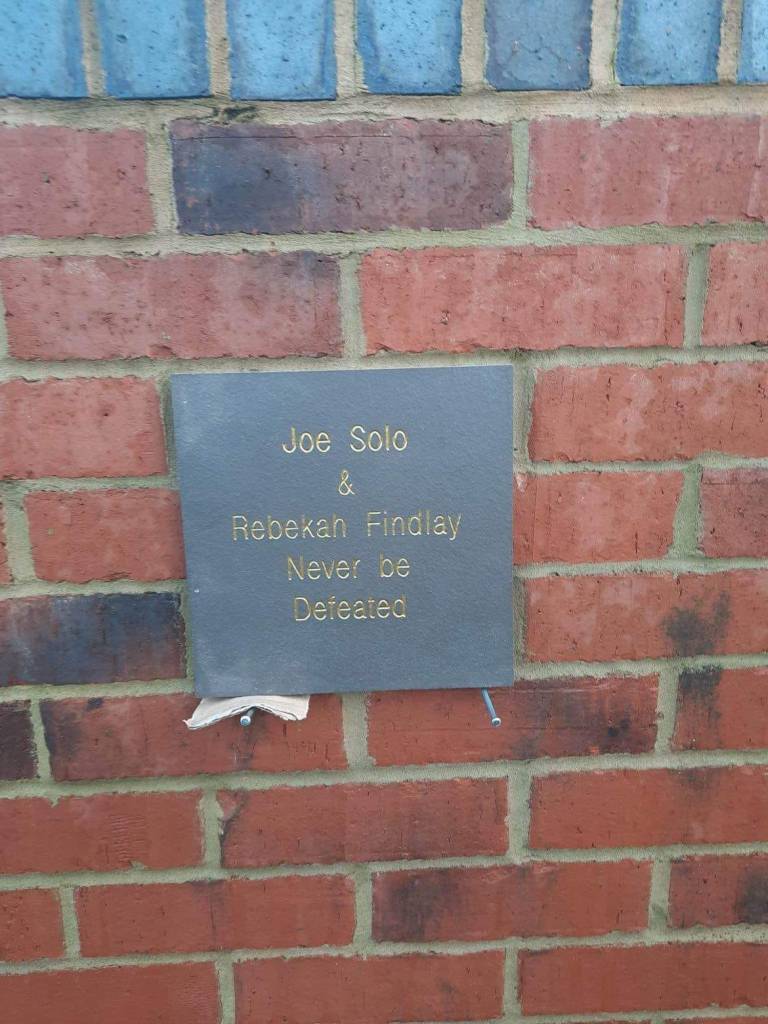 Joe Solo
&
Rebekah Findlay
Never be
Defeated